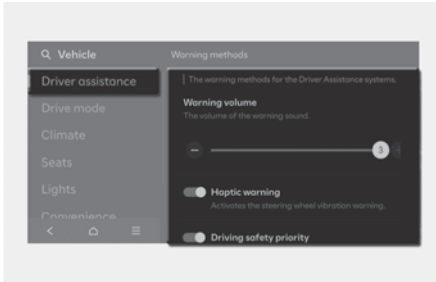 Vehicle
Warning methods
Driver assistance
Drive mode
Climate
Seats
Lights
Convenience
The warning methods for the Driver Assistance systems.
Warning volume
The volume of the warning sound.
3
Haptic warning
Activates the steering wheel vibration warning.
Driving safety priority